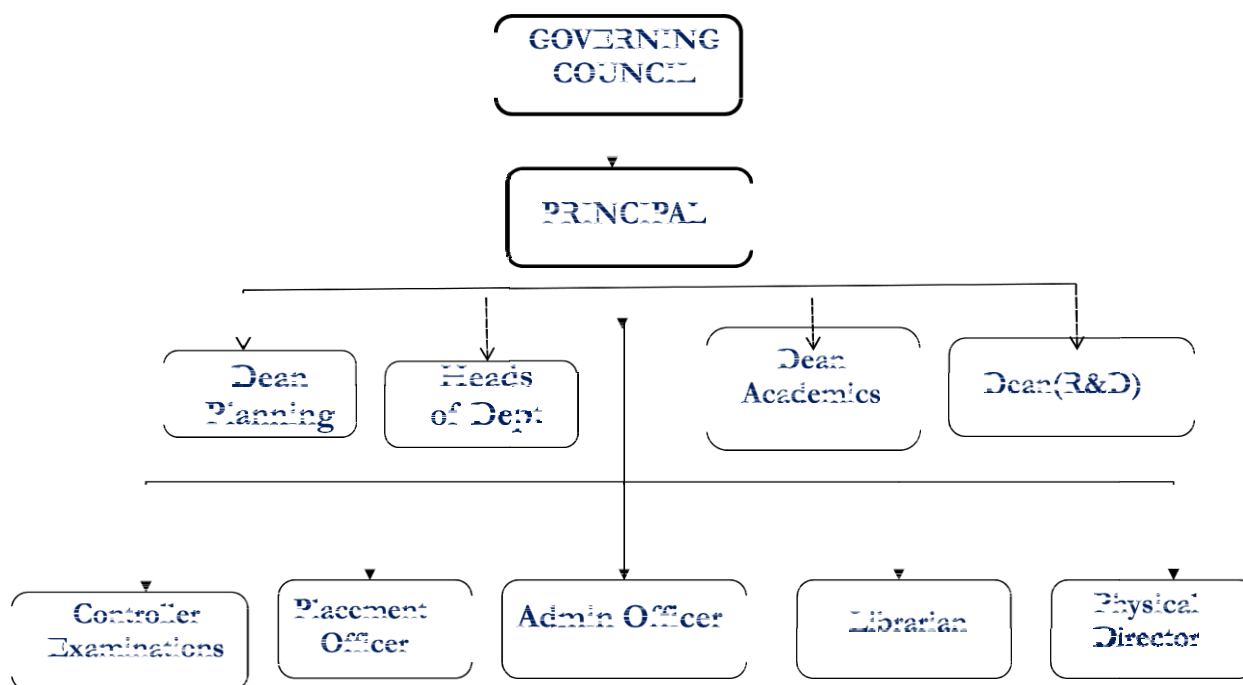 GOVERNING
COUNCIL
PRINCIPAL
Dean
Planning
Heads
of Dept
Dean
Academics
Dean(R&D)
Controller
Examinations
Placement
Officer
Admin Officer
Librarian
Physical
Director